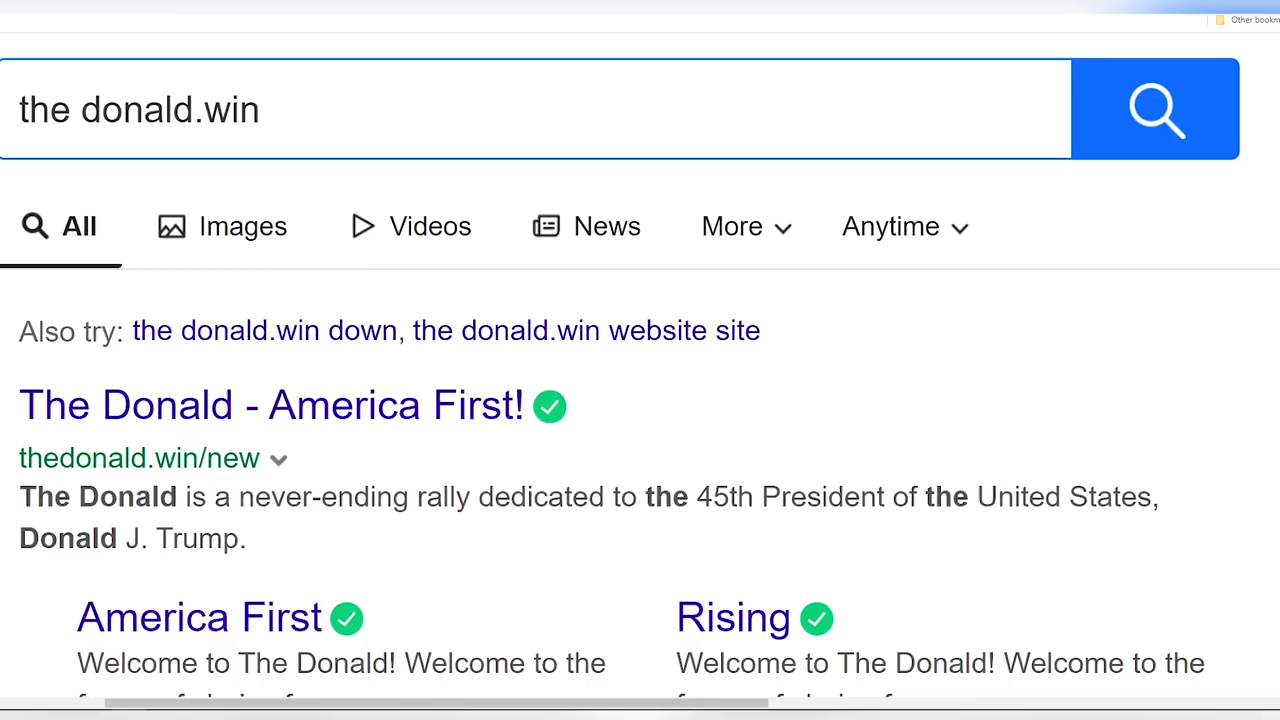 Other bookm
the donald.win
All Images Videos News More Anytime
Also try: the donald.win down, the donald.win website site
The Donald - America First!
thedonald.win/new
The Donald is a never-ending rally dedicated to the 45th President of the United States,
Donald J. Trump.
America First Rising
Welcome to The Donald! Welcome to the Welcome to The Donald! Welcome to the